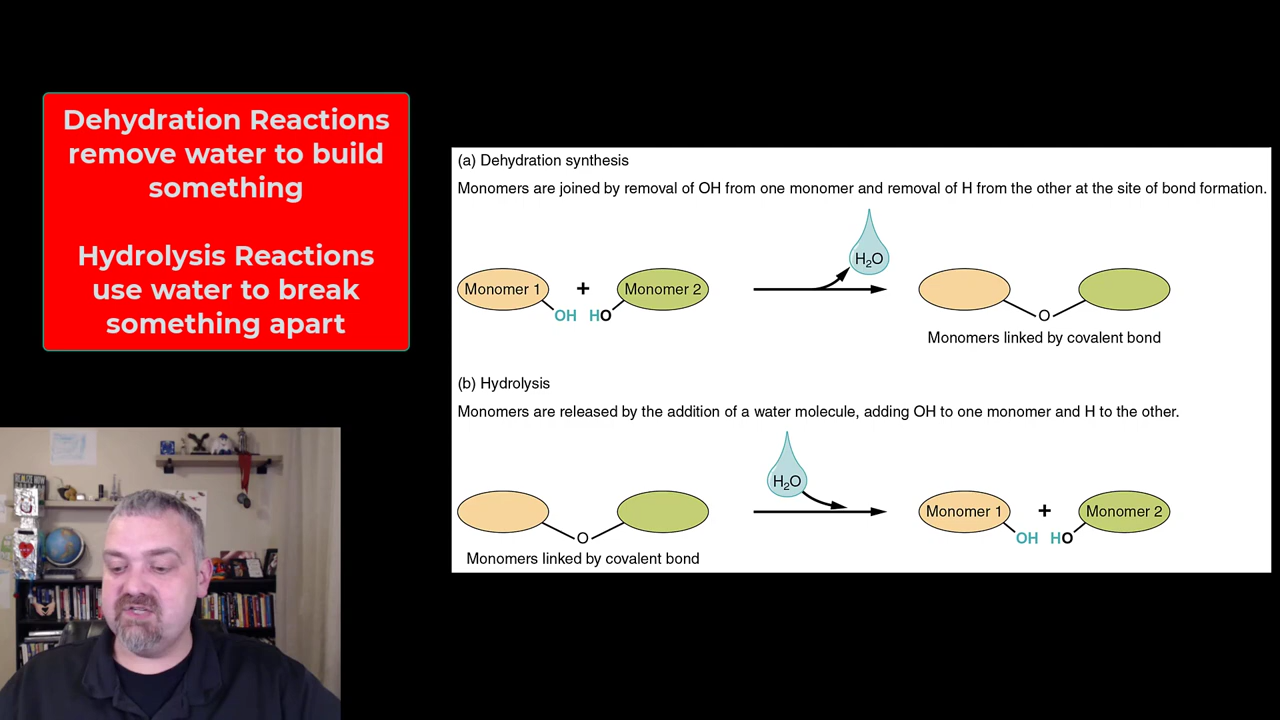 Dehydration Reactions
remove water to build
something
Hydrolysis Reactions
use water to break
something apart
(a) Dehydration synthesis
Monomers are joined by removal of OH from one monomer and removal of H from the other at the site of bond formation.
H₂O
Monomer 1 + Monomer 2
OH HO
O
Monomers linked by covalent bond
(b) Hydrolysis
Monomers are released by the addition of a water molecule, adding OH to one monomer and H to the other.
H₂O
Monomer 1 + Monomer 2
O
OH HO
Monomers linked by covalent bond